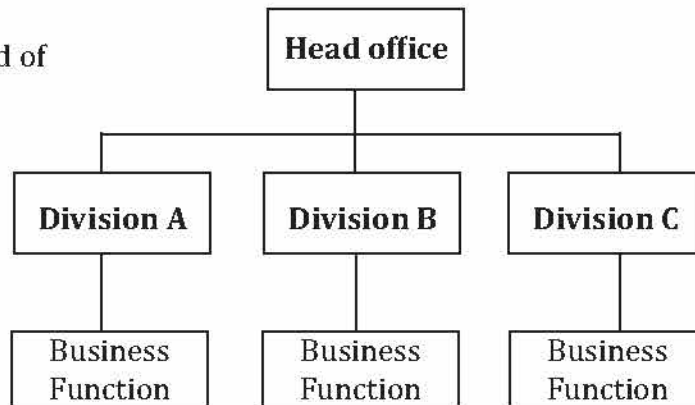 d of
Head office
Division A
Division B
Division C
Business
Function
Business
Function
Business
Function